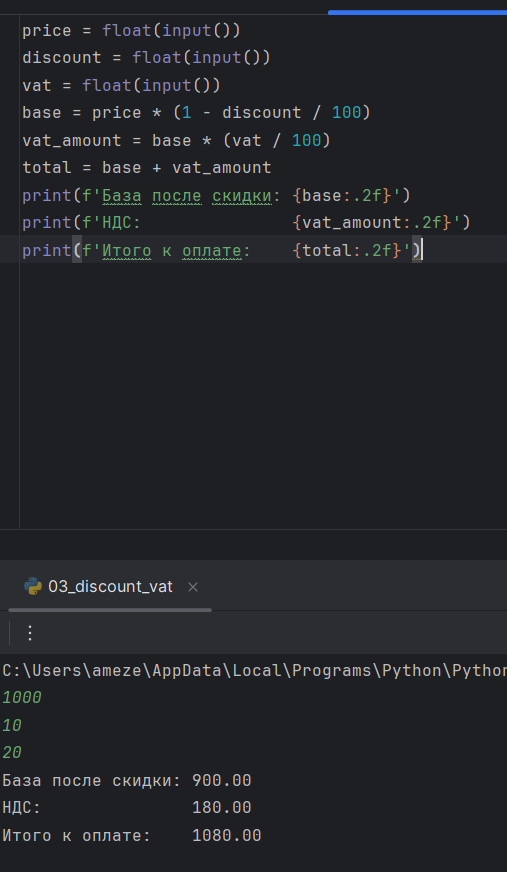 price = float(input())
discount = float(input())
vat = float(input())
base = price * (1 - discount / 100)
vat_amount = base * (vat / 100)
total = base + vat_amount
print(f'База после скидки: {base:.2f}')
print(f'НДС:               {vat_amount:.2f}')
print(f'Итого к оплате:    {total:.2f}')
03_discount_vat
C:\Users\ameze\AppData\Local\Programs\Python\Python
1000
10
20
База после скидки: 900.00
НДС:               180.00
Итого к оплате:    1080.00